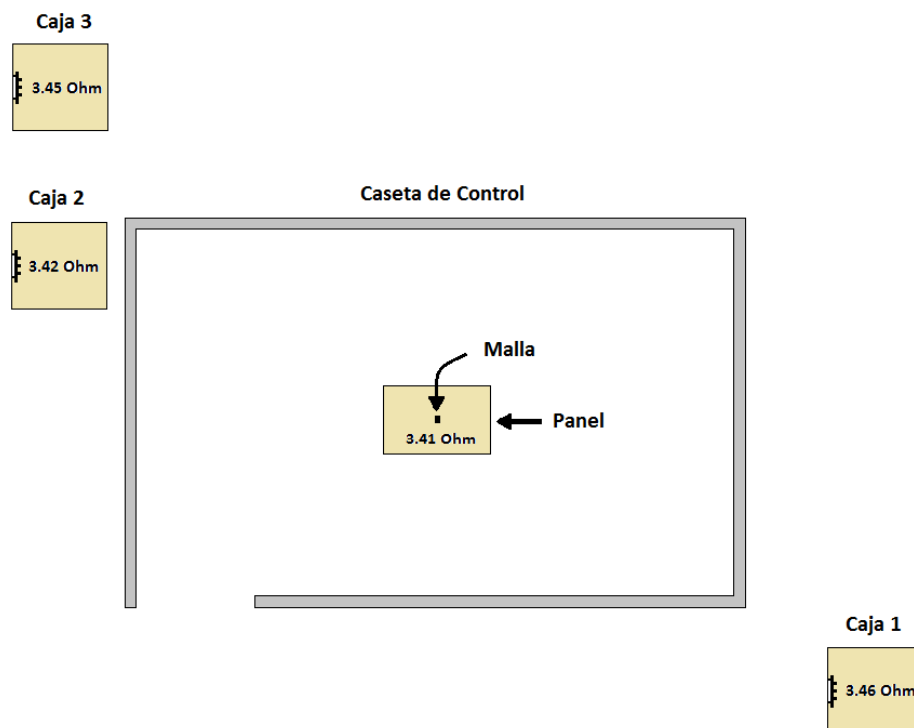 Caja 3
3.45 Ohm
Caja 2
Caseta de Control
3.42 Ohm
Malla
Panel
3.41 Ohm
Caja 1
3.46 Ohm